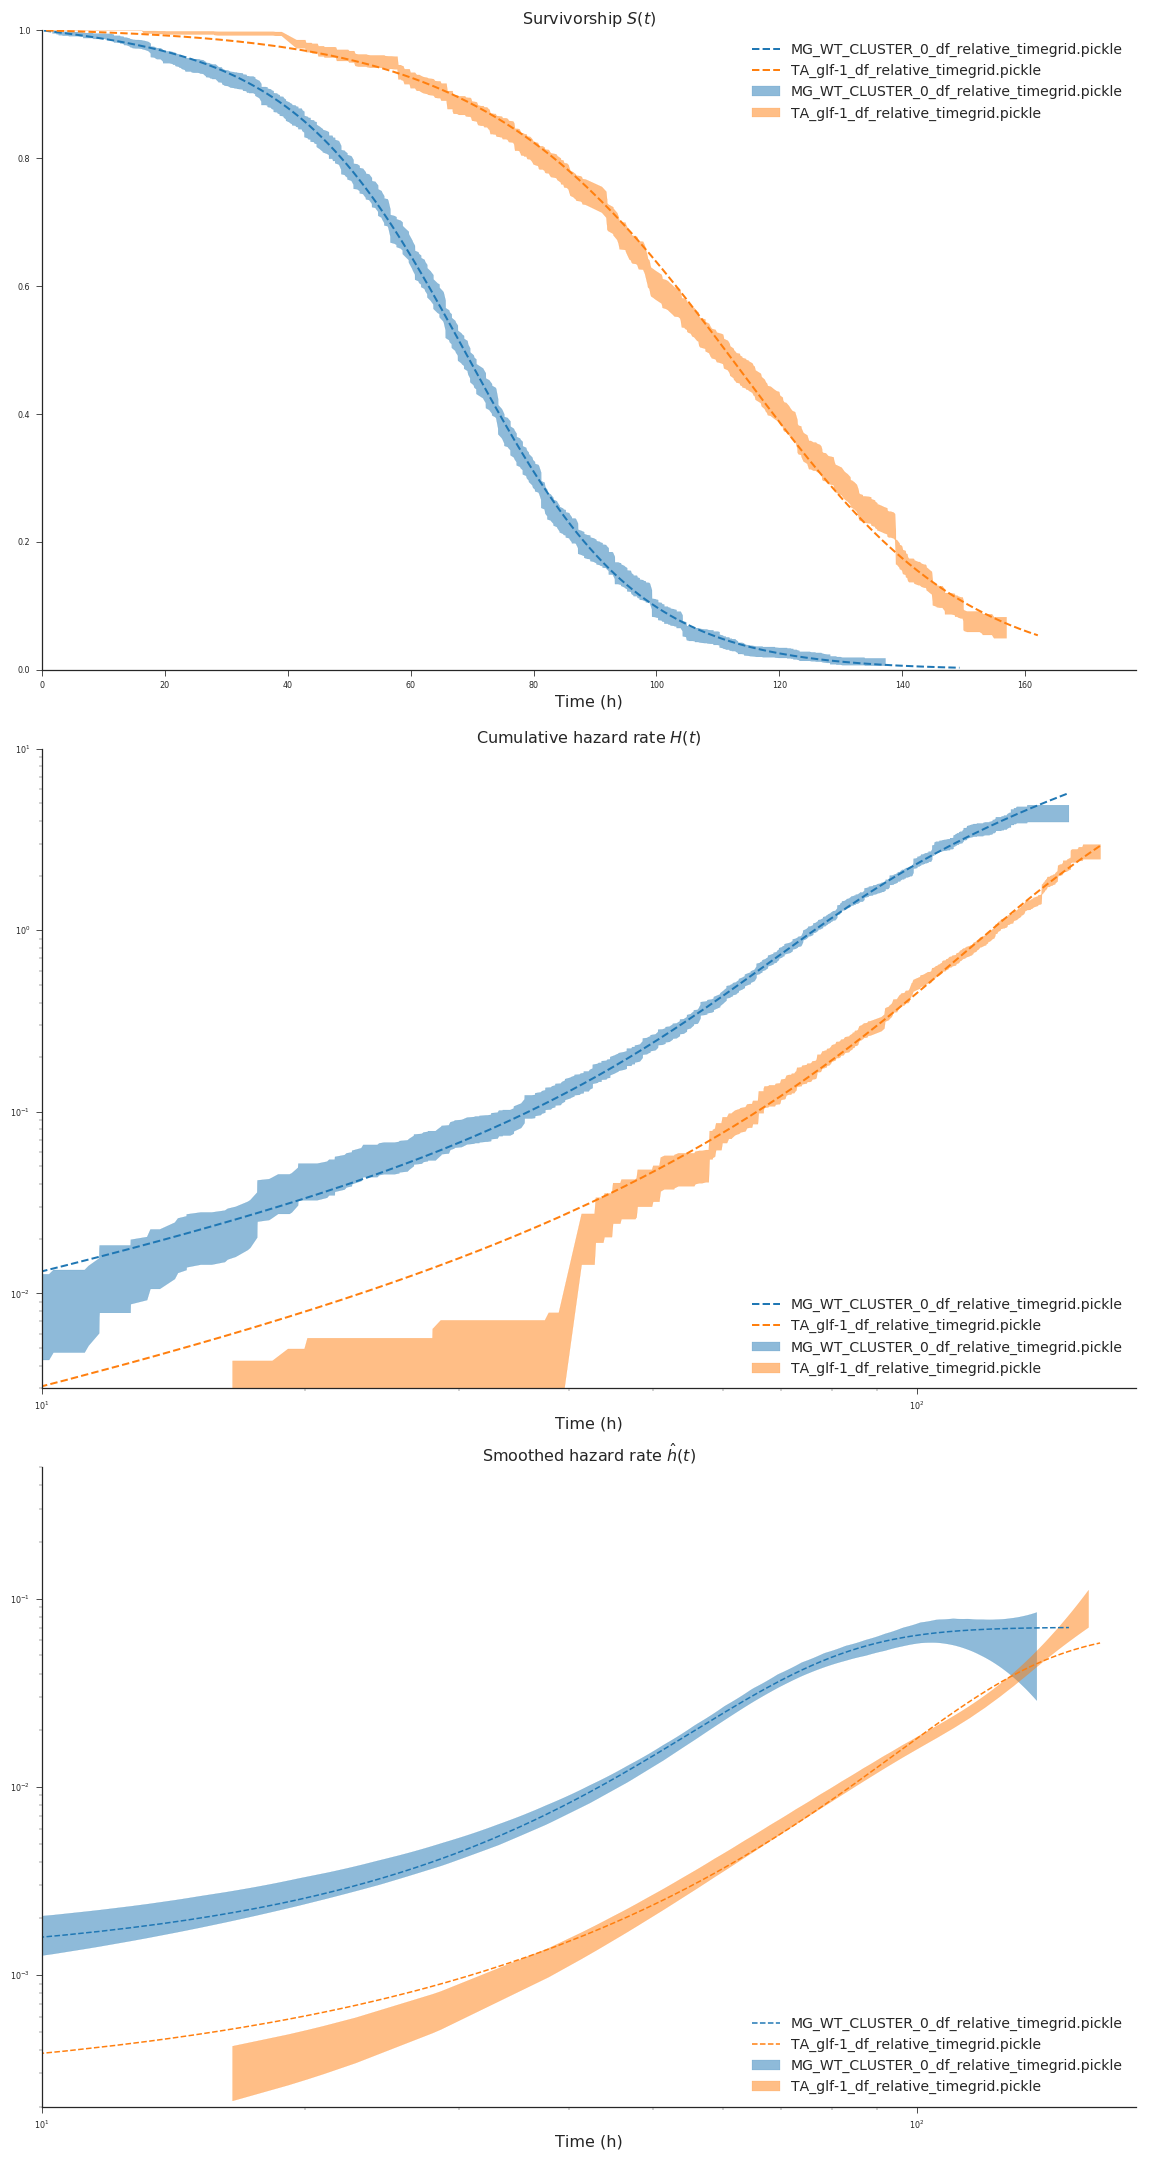 Survivorship S(t)
1.0
0.8
0.6
0.4
0.2
0.0
MG_WT_CLUSTER_0_df_relative_timegrid.pickle
TA_glf-1_df_relative_timegrid.pickle
MG_WT_CLUSTER_0_df_relative_timegrid.pickle
TA_glf-1_df_relative_timegrid.pickle
0 20 40 60 80 100 120 140 160
Time (h)
Cumulative hazard rate H(t)
10¹
10⁰
10⁻¹
10⁻²
MG_WT_CLUSTER_0_df_relative_timegrid.pickle
TA_glf-1_df_relative_timegrid.pickle
MG_WT_CLUSTER_0_df_relative_timegrid.pickle
TA_glf-1_df_relative_timegrid.pickle
10¹ 10²
Time (h)
Smoothed hazard rate ĥ(t)
10⁻¹
10⁻²
10⁻³
MG_WT_CLUSTER_0_df_relative_timegrid.pickle
TA_glf-1_df_relative_timegrid.pickle
MG_WT_CLUSTER_0_df_relative_timegrid.pickle
TA_glf-1_df_relative_timegrid.pickle
10¹ 10²
Time (h)